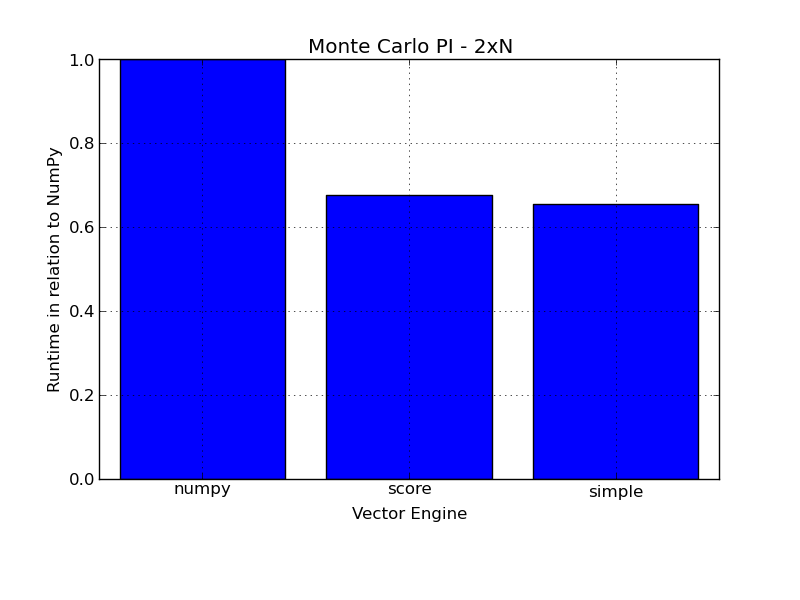 Monte Carlo PI - 2xN
1.0
0.8
0.6
0.4
0.2
0.0
Runtime in relation to NumPy
numpy score simple
Vector Engine